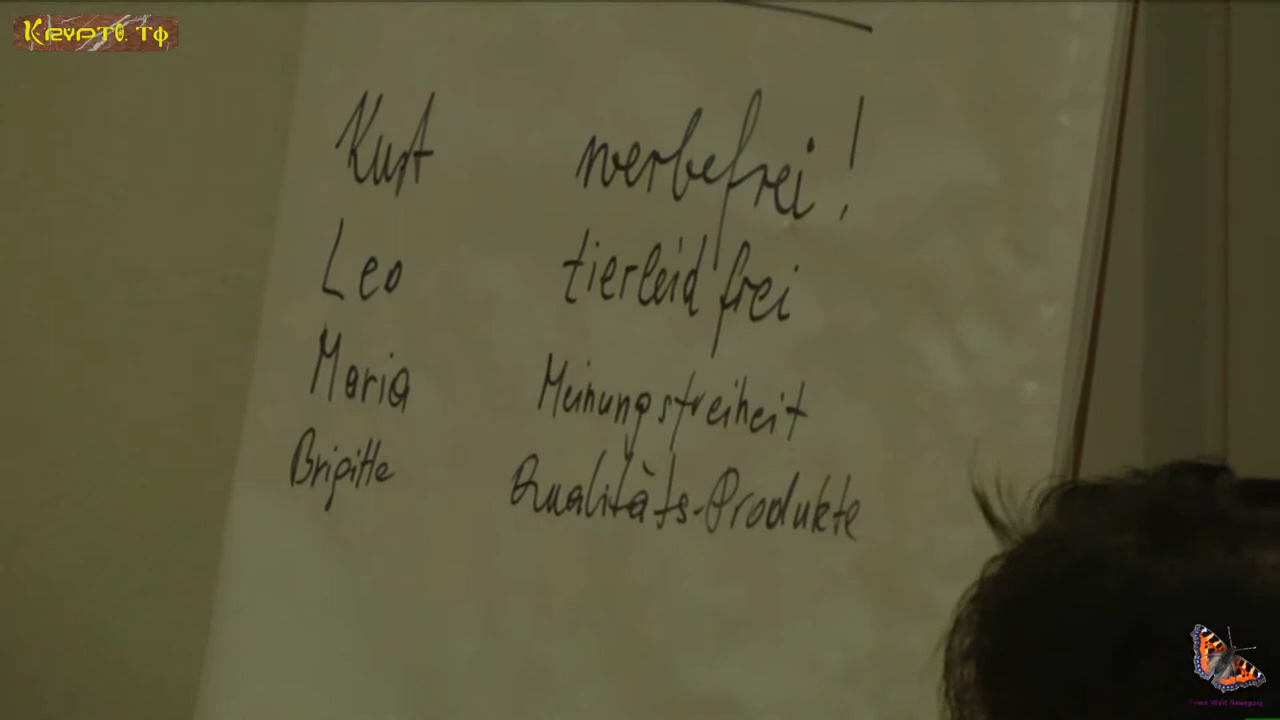 KRYPTO TV
Kurt werbefrei!
Leo tierleidfrei
Maria Meinungsfreiheit
Brigitte Qualitäts-Produkte